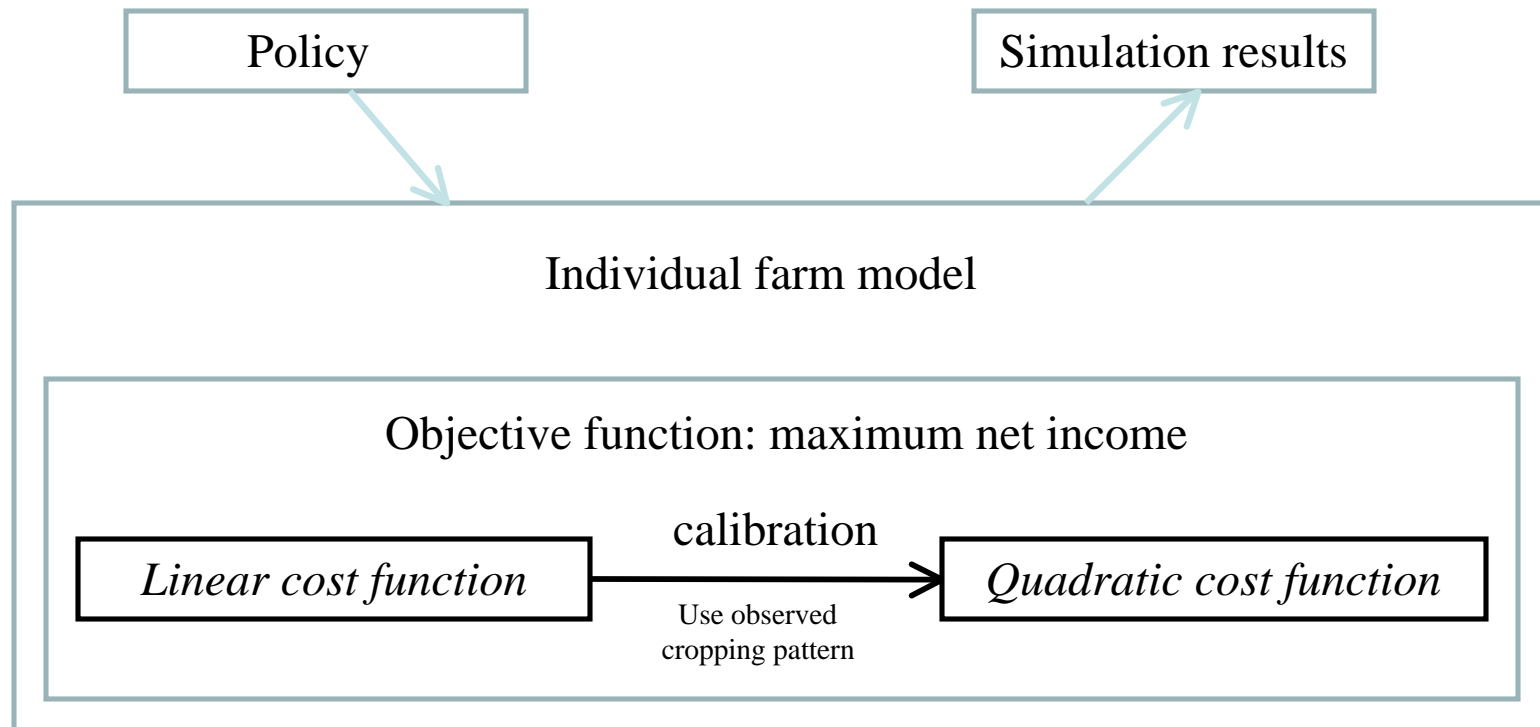 Policy
Simulation results
Individual farm model
Objective function: maximum net income
calibration
Linear cost function
Quadratic cost function
Use observed
cropping pattern